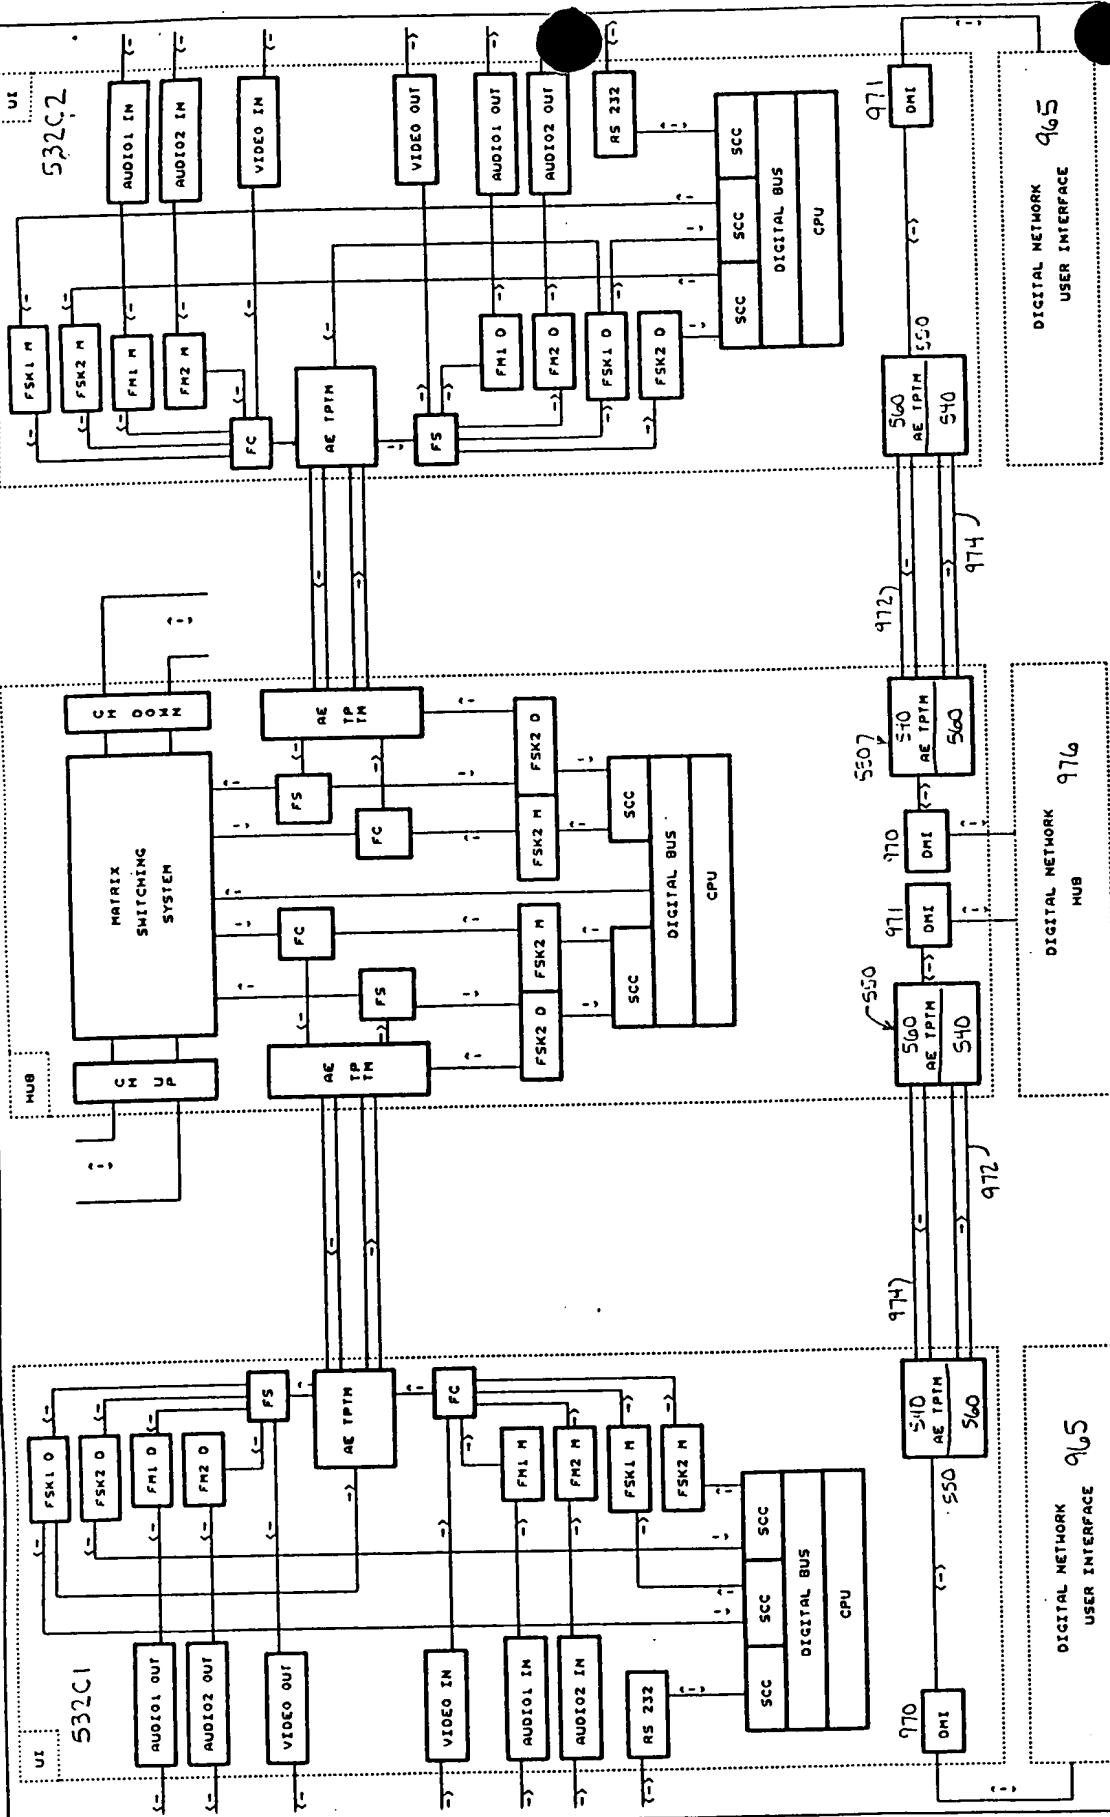 UI
532C1
AUDIO1 OUT
AUDIO2 OUT
VIDEO OUT
VIDEO IN
AUDIO1 IN
AUDIO2 IN
RS 232
FSK1 D
FSK2 D
FM1 D
FM2 D
FS
AE TPTM
FC
FM1 M
FM2 M
FSK1 M
FSK2 M
SCC
SCC
SCC
DIGITAL BUS
CPU
970
DMI
550
540
AE TPTM
560
DIGITAL NETWORK
USER INTERFACE
965
974
972
HUB
CM UP
MATRIX
SWITCHING
SYSTEM
CM DOWN
AE
TP
TM
FC
FS
FSK2 D
FSK2 M
SCC
FS
FC
AE
TP
TM
FSK2 M
FSK2 D
SCC
DIGITAL BUS
CPU
550
560
AE TPTM
540
971
DMI
970
DMI
550
540
AE TPTM
560
DIGITAL NETWORK
HUB
976
972
974
UI
532C2
AUDIO1 IN
AUDIO2 IN
VIDEO IN
VIDEO OUT
AUDIO1 OUT
AUDIO2 OUT
RS 232
FSK1 M
FSK2 M
FM1 M
FM2 M
FC
AE TPTM
FS
FM1 D
FM2 D
FSK1 D
FSK2 D
SCC
SCC
SCC
DIGITAL BUS
CPU
560
AE TPTM
540
550
971
DMI
DIGITAL NETWORK
USER INTERFACE
965